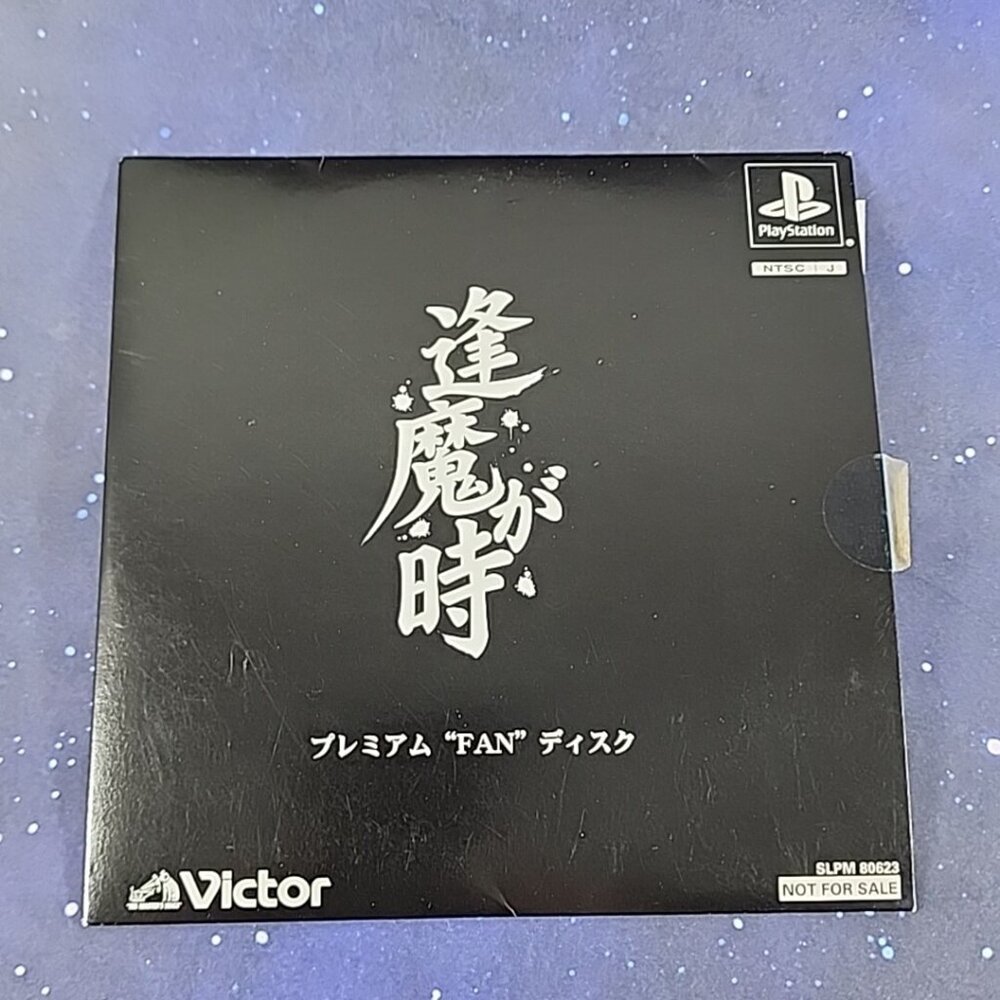 PlayStation
NTSC J
逢魔が時
プレミアム “FAN” ディスク
Victor
SLPM 80623
NOT FOR SALE